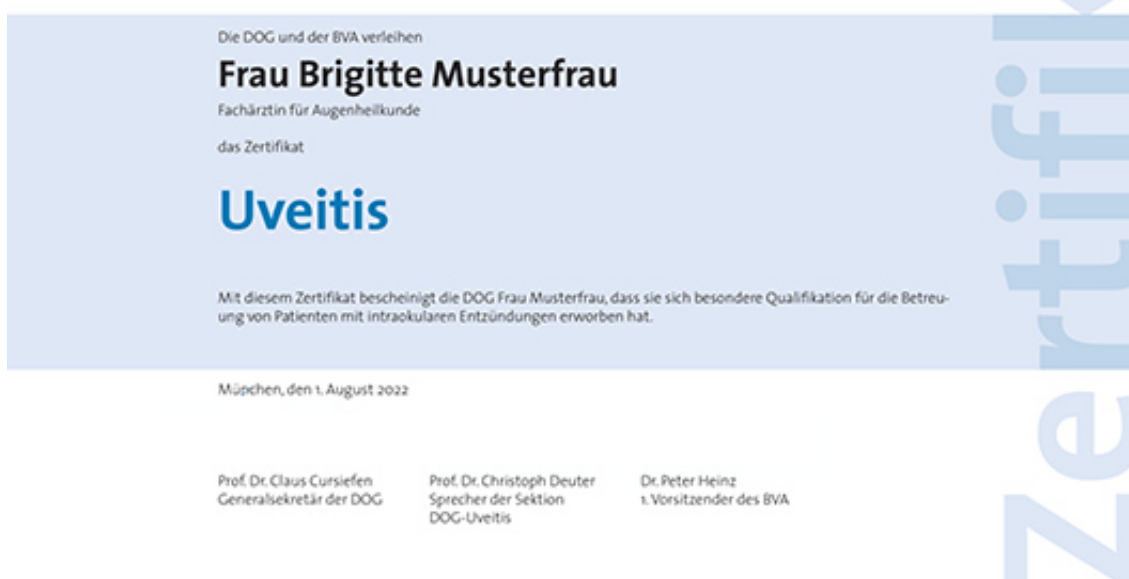 Die DOG und der BVA verleihen
Frau Brigitte Musterfrau
Fachärztin für Augenheilkunde
das Zertifikat
Uveitis
Mit diesem Zertifikat bescheinigt die DOG Frau Musterfrau, dass sie sich besondere Qualifikation für die Betreu-
ung von Patienten mit intraokularen Entzündungen erworben hat.
München, den 1. August 2022
Prof. Dr. Claus Cursiefen
Generalsekretär der DOG
Prof. Dr. Christoph Deuter
Sprecher der Sektion
DOG-Uveitis
Dr. Peter Heinz
1. Vorsitzender des BVA
Zertifik